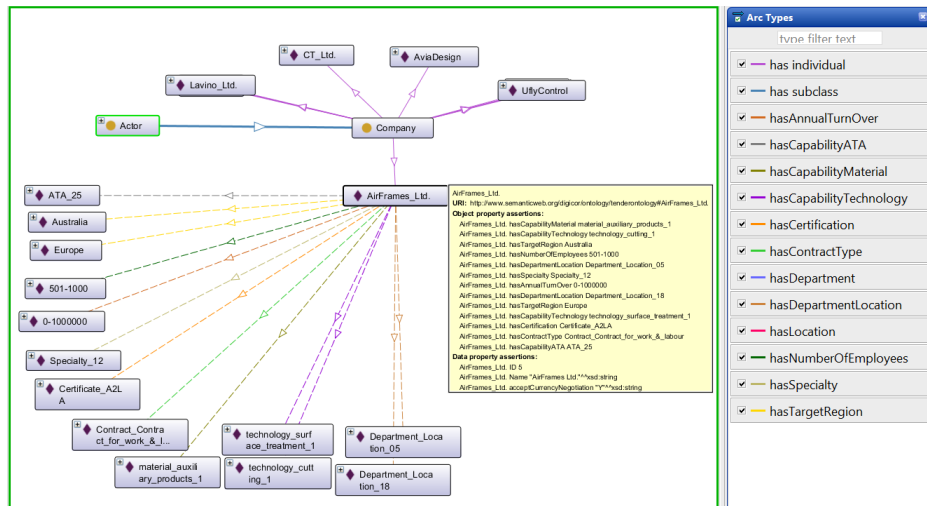 CT_Ltd.
AviaDesign
Lavino_Ltd.
UflyControl
Actor
Company
AirFrames_Ltd.
ATA_25
Australia
Europe
501-1000
0-1000000
Specialty_12
Certificate_A2L
A
Contract_Contra
ct_for_work_&_l...
material_auxili
ary_products_1
technology_surf
ace_treatment_1
technology_cutt
ing_1
Department_Loca
tion_05
Department_Loca
tion_18
AirFrames_Ltd.
URI: http://www.semanticweb.org/digicor/ontology/tenderontology#AirFrames_Ltd.
Object property assertions:
AirFrames_Ltd. hasCapabilityMaterial material_auxiliary_products_1
AirFrames_Ltd. hasCapabilityTechnology technology_cutting_1
AirFrames_Ltd. hasTargetRegion Australia
AirFrames_Ltd. hasNumberOfEmployees 501-1000
AirFrames_Ltd. hasDepartmentLocation Department_Location_05
AirFrames_Ltd. hasSpecialty Specialty_12
AirFrames_Ltd. hasAnnualTurnOver 0-1000000
AirFrames_Ltd. hasDepartmentLocation Department_Location_18
AirFrames_Ltd. hasTargetRegion Europe
AirFrames_Ltd. hasCapabilityTechnology technology_surface_treatment_1
AirFrames_Ltd. hasCertification Certificate_A2LA
AirFrames_Ltd. hasContractType Contract_Contract_for_work_&_labour
AirFrames_Ltd. hasCapabilityATA ATA_25
Data property assertions:
AirFrames_Ltd. ID 5
AirFrames_Ltd. Name "AirFrames Ltd."^^xsd:string
AirFrames_Ltd. acceptCurrencyNegotiation "Y"^^xsd:string
Arc Types
type filter text
has individual
has subclass
hasAnnualTurnOver
hasCapabilityATA
hasCapabilityMaterial
hasCapabilityTechnology
hasCertification
hasContractType
hasDepartment
hasDepartmentLocation
hasLocation
hasNumberOfEmployees
hasSpecialty
hasTargetRegion